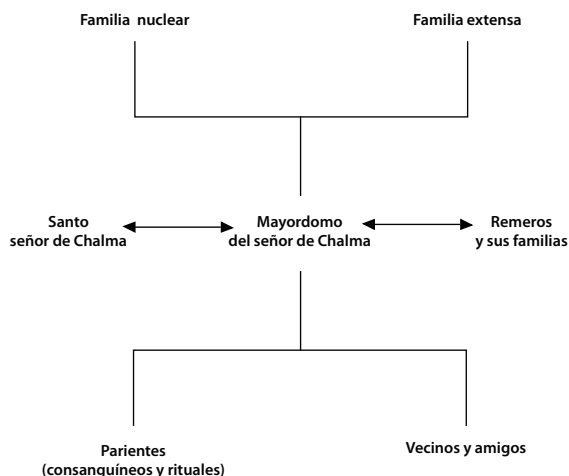 Familia nuclear
Familia extensa
Santo
señor de Chalma
Mayordomo
del señor de Chalma
Remeros
y sus familias
Parientes
(consanguíneos y rituales)
Vecinos y amigos